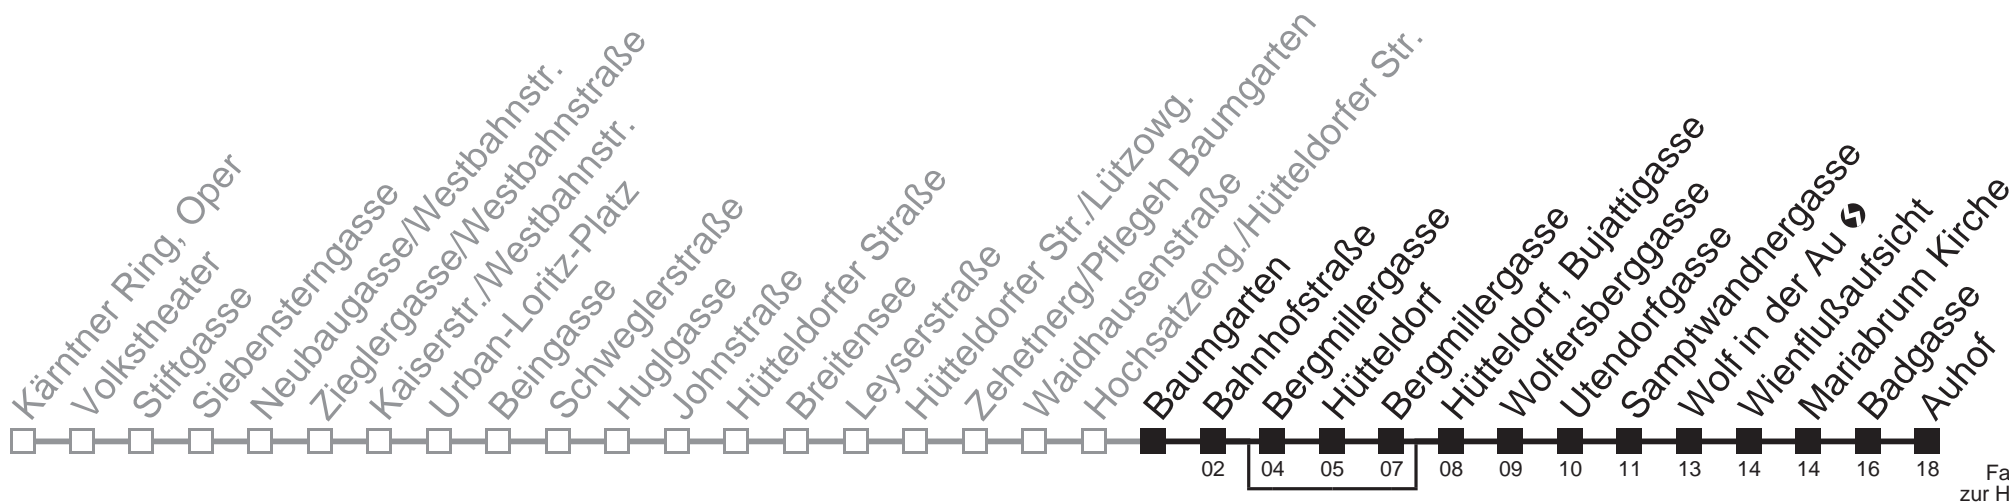 Kärntner Ring, Oper
Volkstheater
Stiftgasse
Siebensterngasse
Neubaugasse/Westbahnstr.
Zieglergasse/Westbahnstraße
Kaiserstr./Westbahnstr.
Urban-Loritz-Platz
Beingasse
Schweglerstraße
Huglgasse
Johnstraße
Hütteldorfer Straße
Breitensee
Leyserstraße
Hütteldorfer Str./Lützowg.
Zehetnerg/Pflegeh Baumgarten
Waidhausenstraße
Hochsatzeng./Hütteldorfer Str.
Baumgarten
Bahnhofstraße
Bergmillergasse
Hütteldorf
Bergmillergasse
Hütteldorf, Bujattigasse
Wolfersberggasse
Utendorfgasse
Samptwandnergasse
Wolf in der Au
Wienflußaufsicht
Mariabrunn Kirche
Badgasse
Auhof
02 04 05 07 08 09 10 11 13 14 14 16 18
Fa
zur H